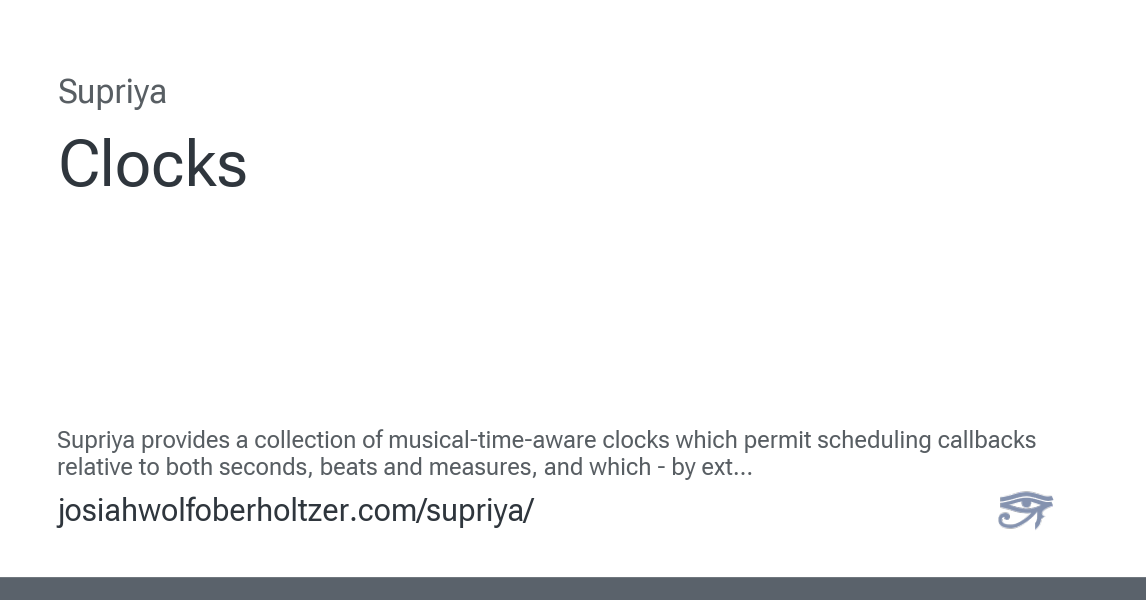 Supriya
Clocks
Supriya provides a collection of musical-time-aware clocks which permit scheduling callbacks
relative to both seconds, beats and measures, and which - by ext...
josiahwolfoberholtzer.com/supriya/